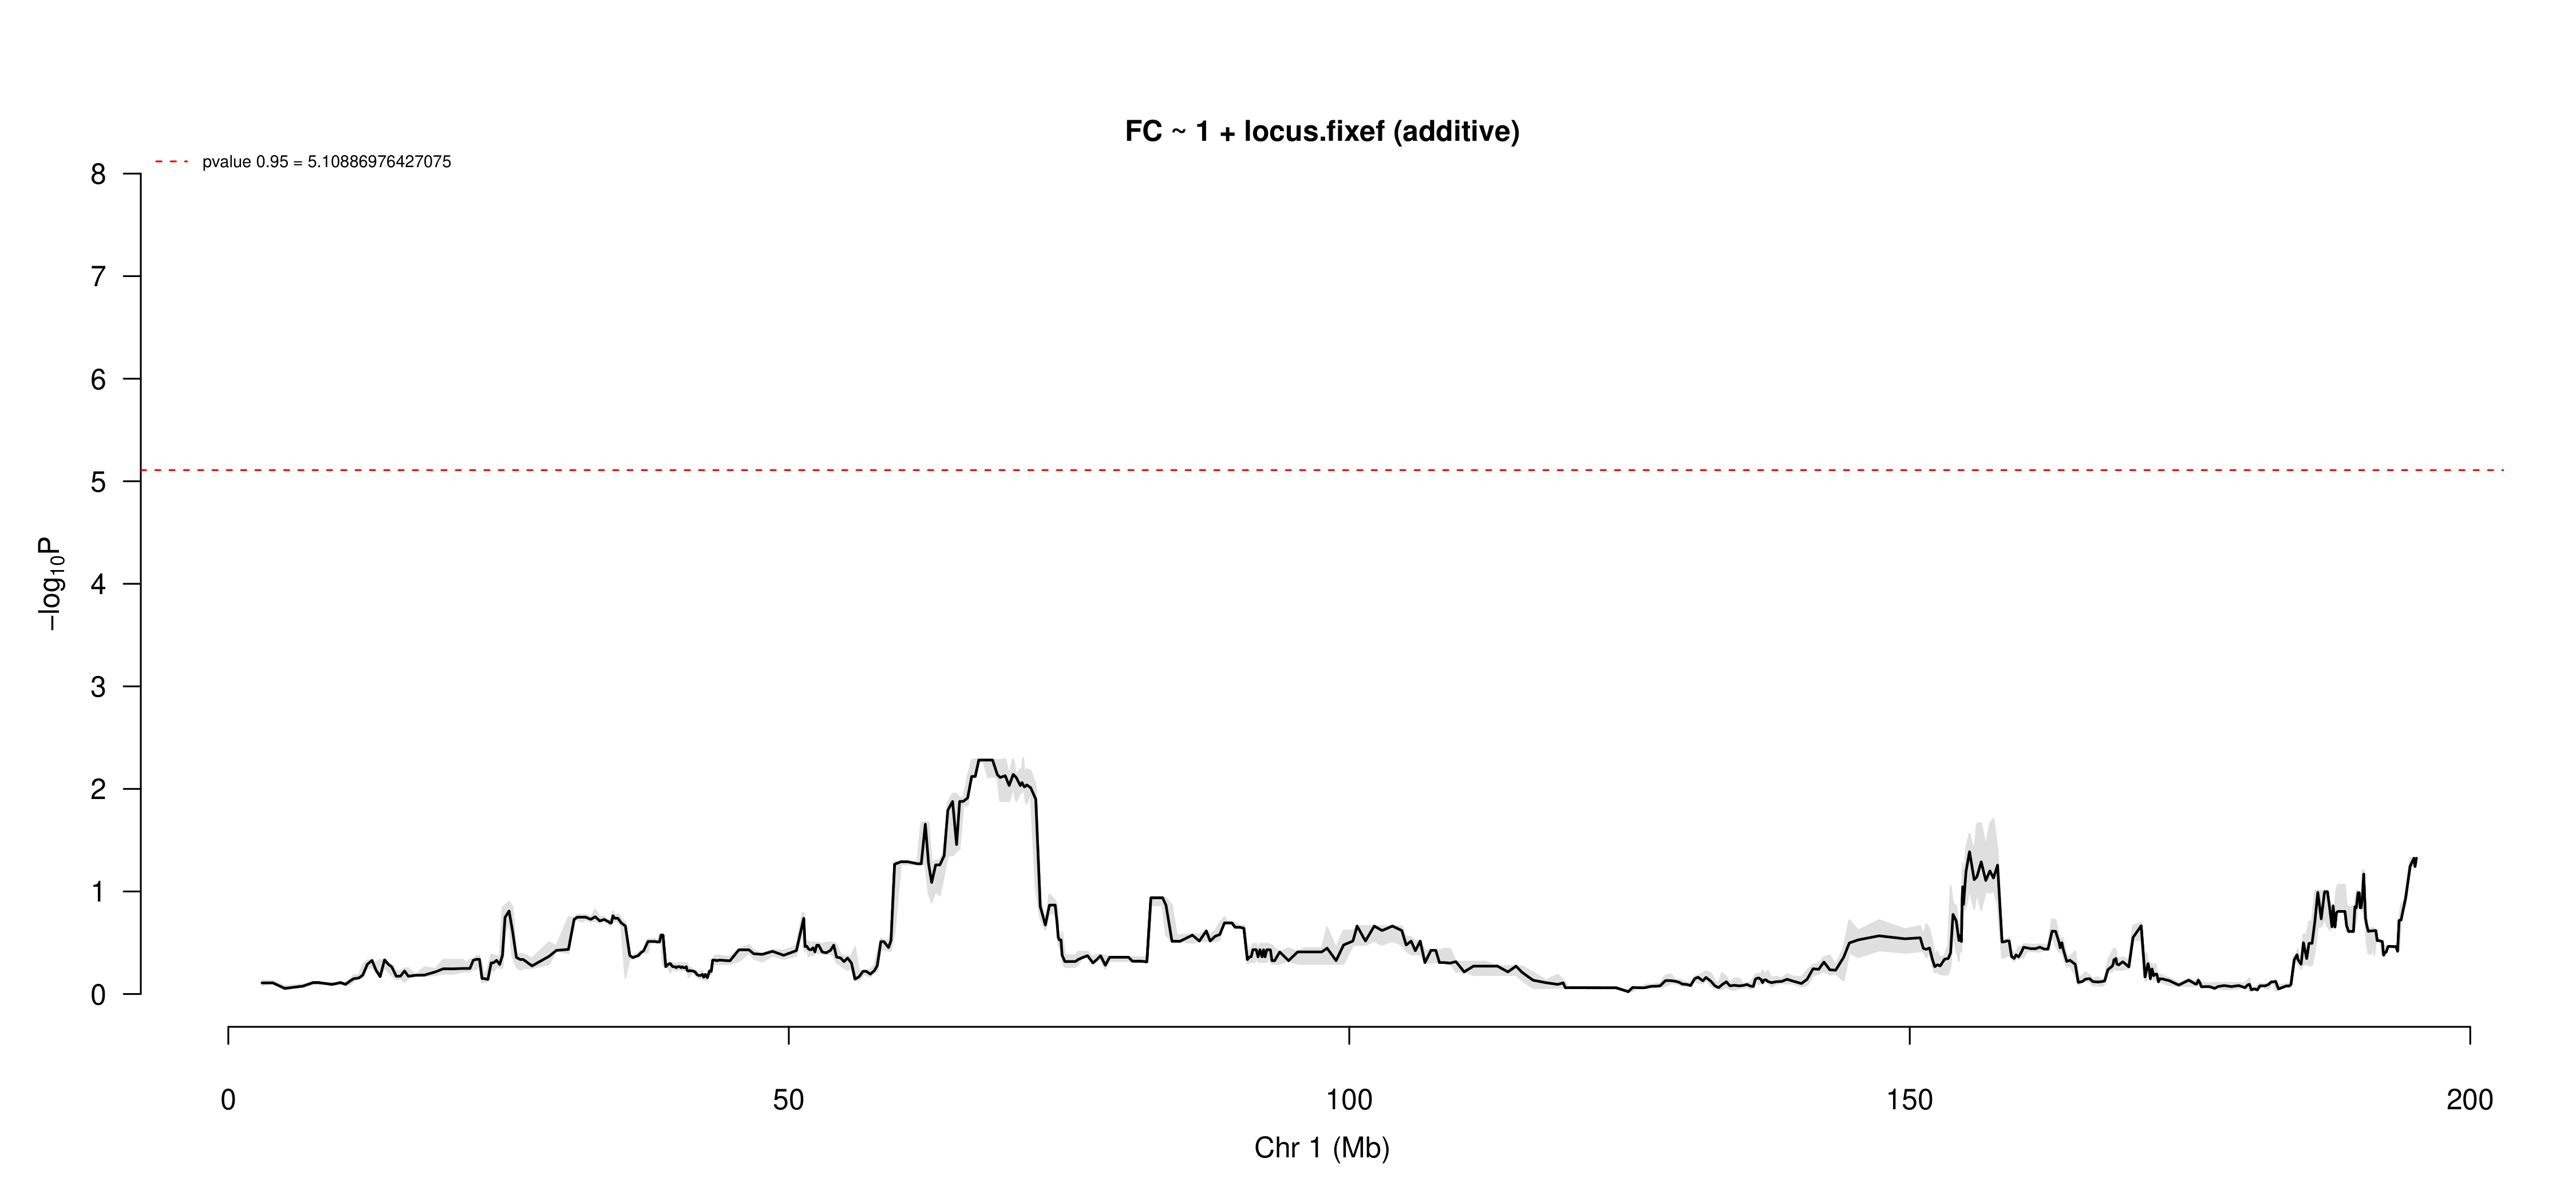 FC ~ 1 + locus.fixef (additive)
pvalue 0.95 = 5.10886976427075
8
7
6
5
4
3
2
1
0
−log10P
0 50 100 150 200
Chr 1 (Mb)